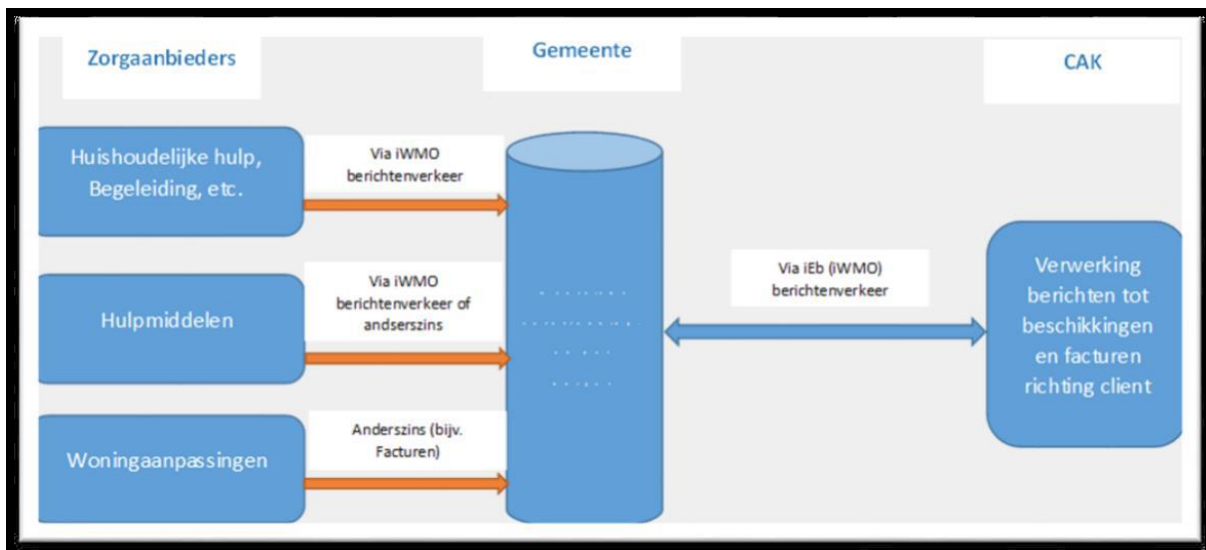 Zorgaanbieders
Gemeente
CAK
Huishoudelijke hulp,
Begeleiding, etc.
Via iWMO
berichtenverkeer
Hulpmiddelen
Via iWMO
berichtenverkeer of
andserszins
Woningaanpassingen
Anderszins (bijv.
Facturen)
Via iEb (iWMO)
berichtenverkeer
Verwerking
berichten tot
beschikkingen
en facturen
richting client